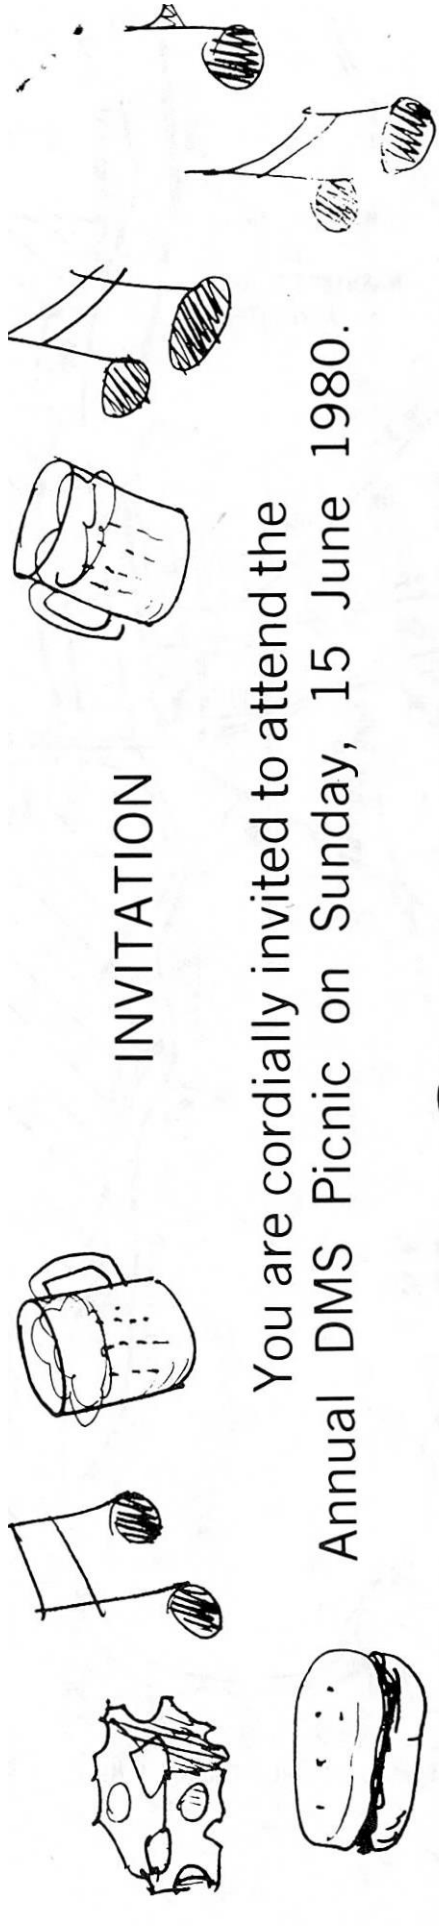 INVITATION
You are cordially invited to attend the
Annual DMS Picnic on Sunday, 15 June 1980.